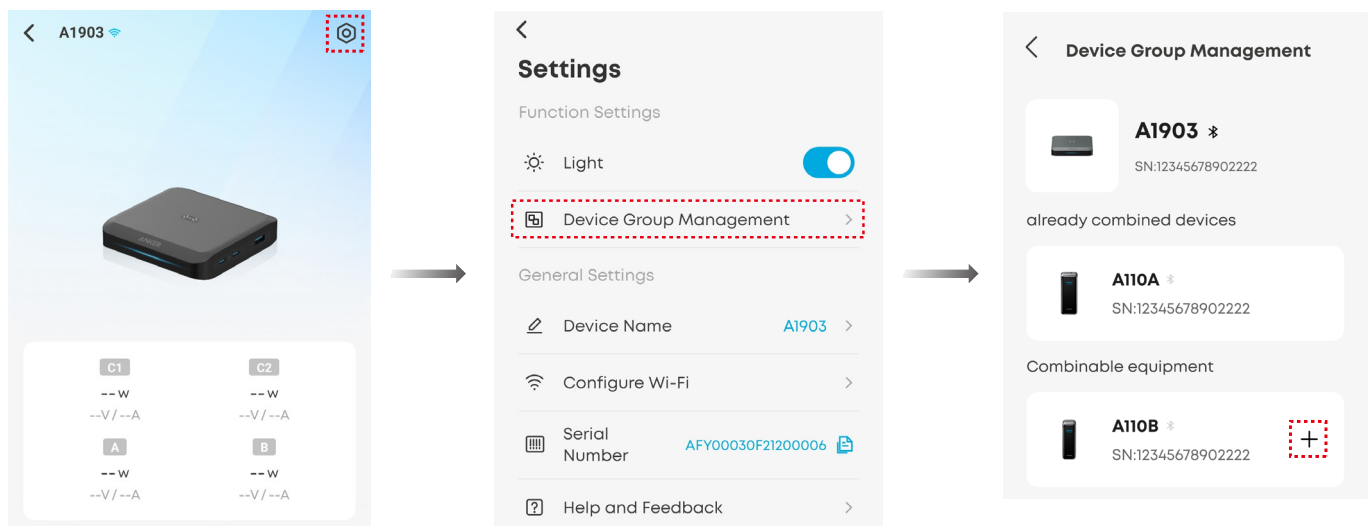 A1903
ANKER
C1
C2
--W
--W
--V/--A
--V/--A
A
B
--W
--W
--V/--A
--V/--A
Settings
Function Settings
Light
Device Group Management
General Settings
Device Name A1903
Configure Wi-Fi
Serial
Number
AFY00030F21200006
Help and Feedback
Device Group Management
A1903
SN:12345678902222
already combined devices
A110A
SN:12345678902222
Combinable equipment
A110B
SN:12345678902222